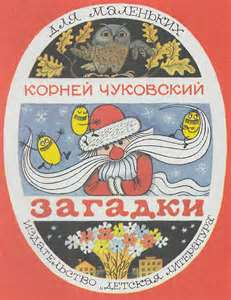 ДЛЯ МАЛЕНЬКИХ
КОРНЕЙ ЧУКОВСКИЙ
ЗАГАДКИ
ИЗДАТЕЛЬСТВО „ДЕТСКАЯ ЛИТЕРАТУРА"